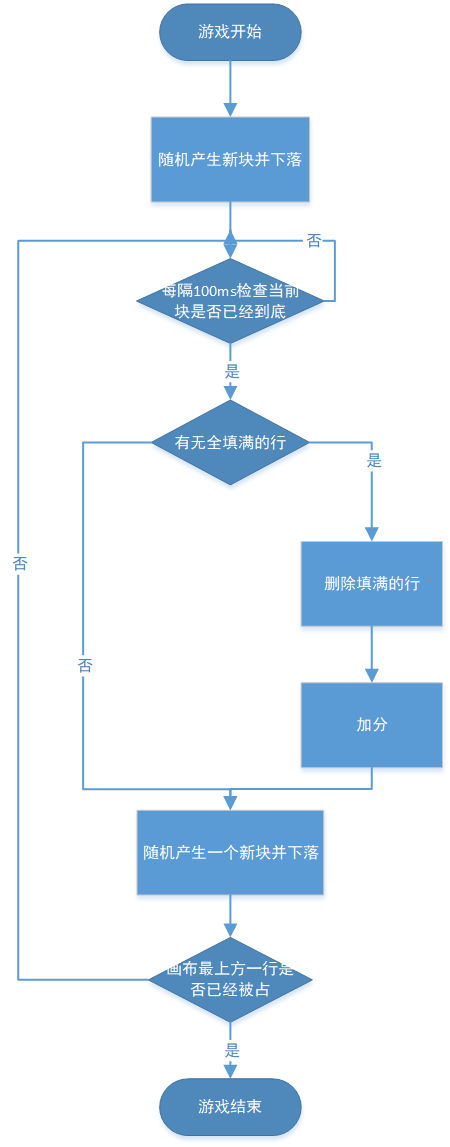 游戏开始
随机产生新块并下落
否
每隔100ms检查当前
块是否已经到底
是
有无全填满的行
是
否
删除填满的行
否
加分
随机产生一个新块并下落
画布最上方一行是
否已经被占
是
游戏结束